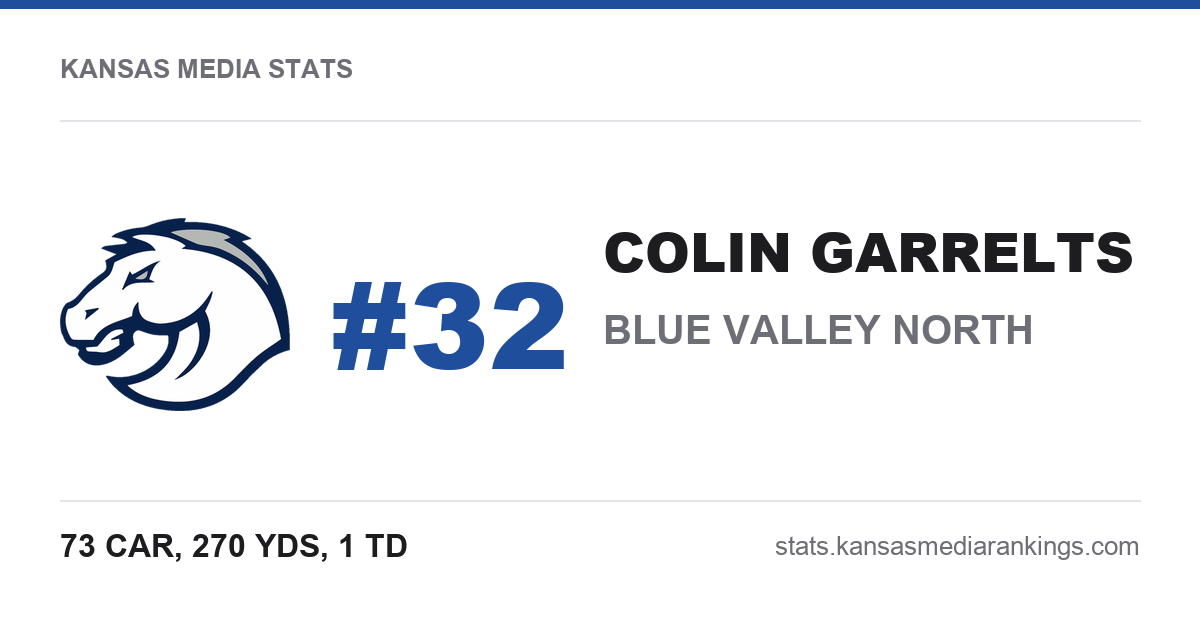 KANSAS MEDIA STATS
#32
COLIN GARRELTS
BLUE VALLEY NORTH
73 CAR, 270 YDS, 1 TD
stats.kansasmediarankings.com